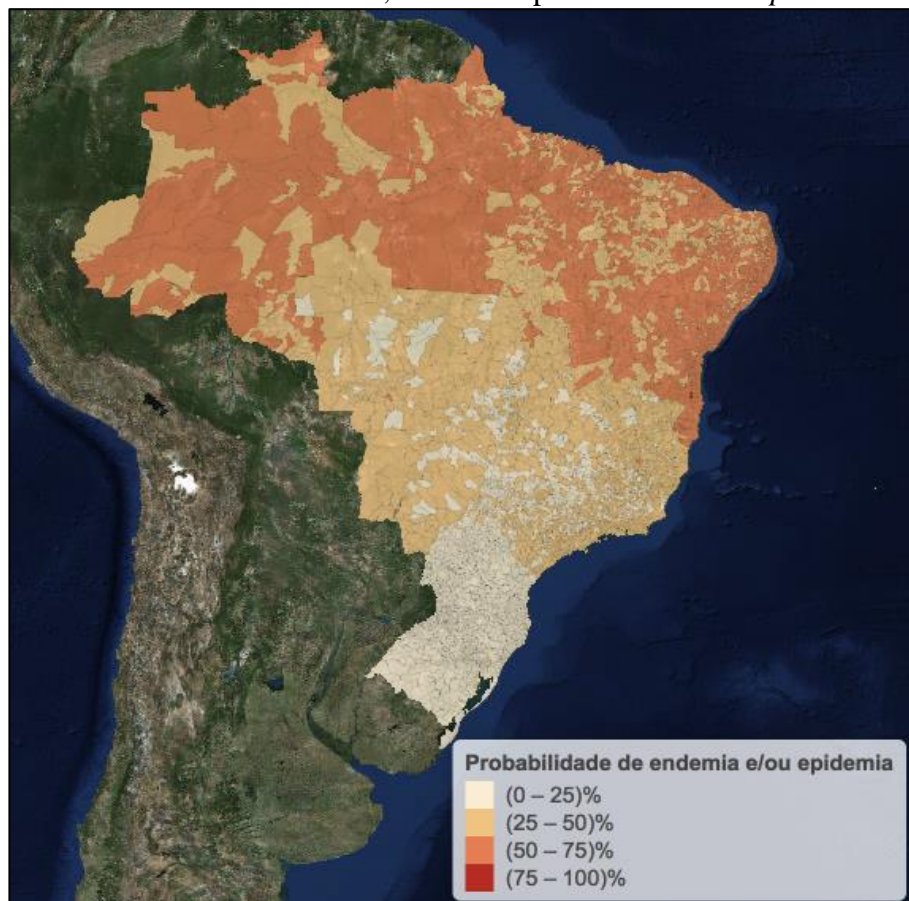 Probabilidade de endemia e/ou epidemia
(0 – 25)%
(25 – 50)%
(50 – 75)%
(75 – 100)%